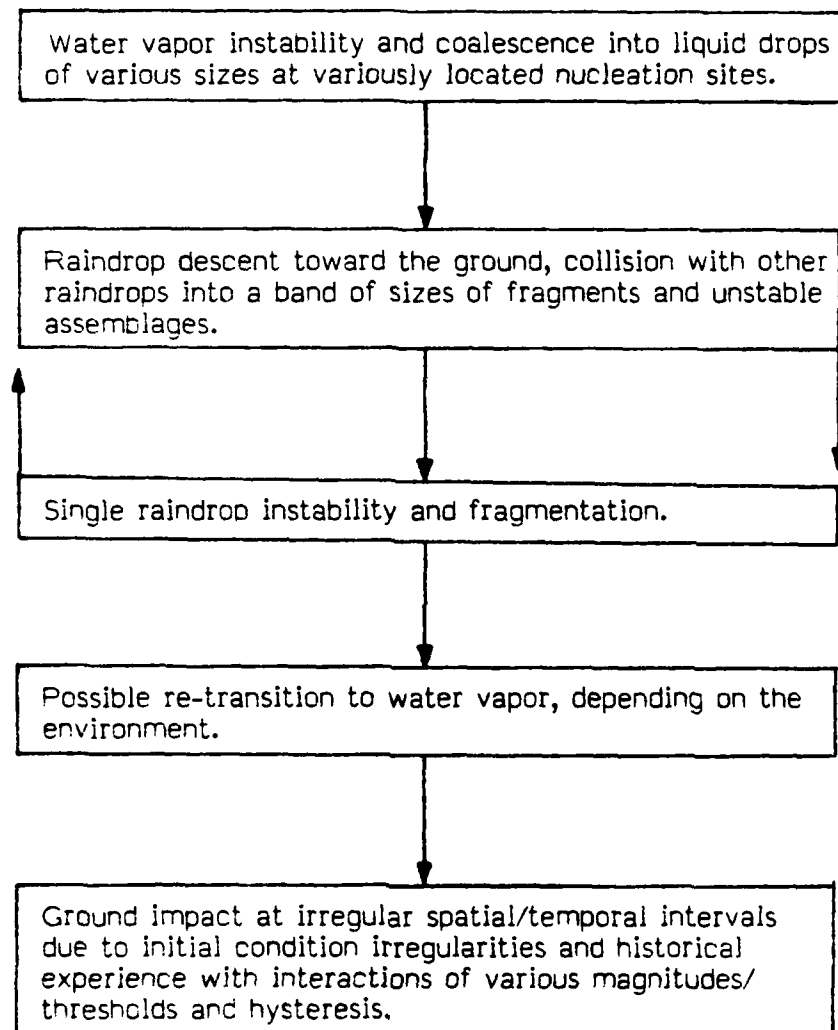 Water vapor instability and coalescence into liquid drops
of various sizes at variously located nucleation sites.
Raindrop descent toward the ground, collision with other
raindrops into a band of sizes of fragments and unstable
assemblages.
Single raindrop instability and fragmentation.
Possible re-transition to water vapor, depending on the
environment.
Ground impact at irregular spatial/temporal intervals
due to initial condition irregularities and historical
experience with interactions of various magnitudes/
thresholds and hysteresis.